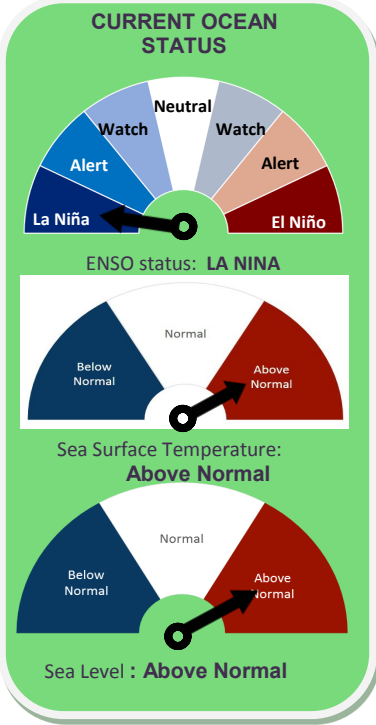 CURRENT OCEAN
STATUS
Neutral
Watch
Watch
Alert
Alert
La Niña
El Niño
ENSO status: LA NINA
Normal
Below
Normal
Above
Normal
Sea Surface Temperature:
Above Normal
Normal
Below
Normal
Above
Normal
Sea Level : Above Normal